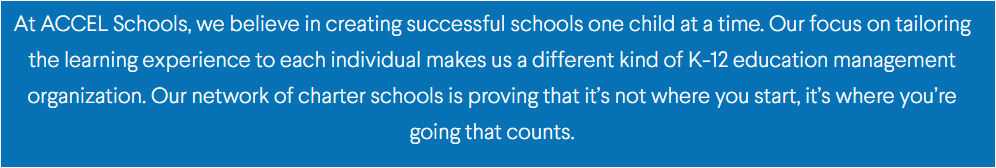 At ACCEL Schools, we believe in creating successful schools one child at a time. Our focus on tailoring
the learning experience to each individual makes us a different kind of K-12 education management
organization. Our network of charter schools is proving that it's not where you start, it's where you're
going that counts.